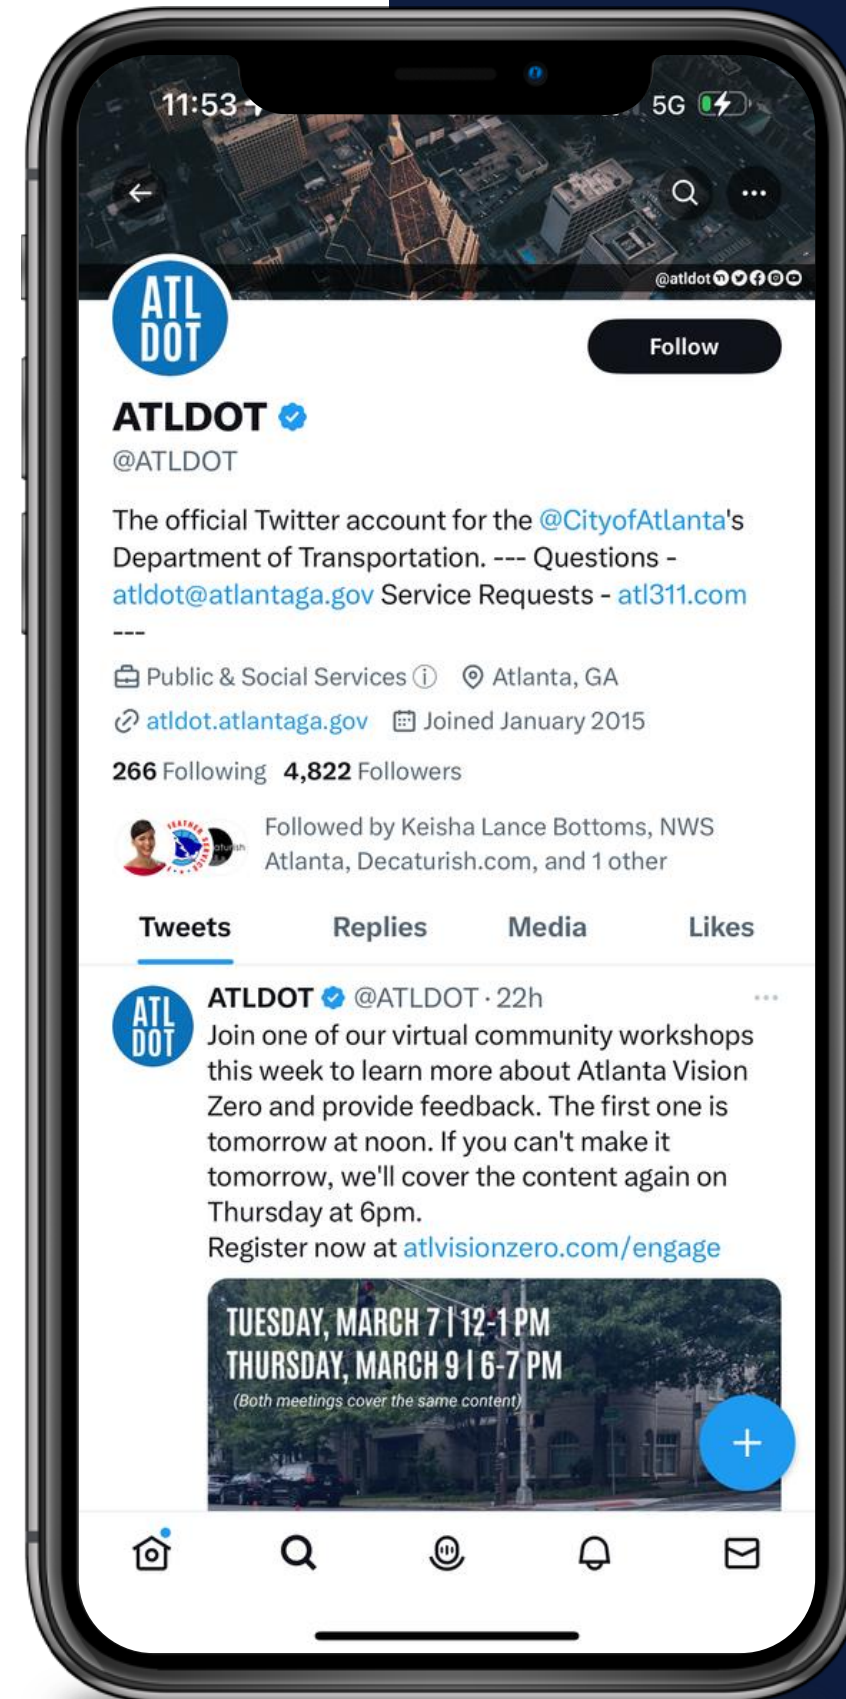 11:53
5G
@atldot
ATL
DOT
Follow
ATLDOT
@ATLDOT
The official Twitter account for the @CityofAtlanta's
Department of Transportation. --- Questions -
atldot@atlantaga.gov Service Requests - atl311.com
---
Public & Social Services
Atlanta, GA
atldot.atlantaga.gov
Joined January 2015
266 Following 4,822 Followers
Followed by Keisha Lance Bottoms, NWS
Atlanta, Decaturish.com, and 1 other
Tweets Replies Media Likes
ATL
DOT
ATLDOT @ATLDOT · 22h
Join one of our virtual community workshops
this week to learn more about Atlanta Vision
Zero and provide feedback. The first one is
tomorrow at noon. If you can't make it
tomorrow, we'll cover the content again on
Thursday at 6pm.
Register now at atlvisionzero.com/engage
TUESDAY, MARCH 7 | 12-1 PM
THURSDAY, MARCH 9 | 6-7 PM
(Both meetings cover the same content)